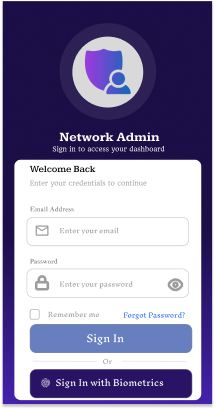 Network Admin
Sign in to access your dashboard
Welcome Back
Enter your credentials to continue
Email Address
Enter your email
Password
Enter your password
Remember me Forgot Password?
Sign In
Or
Sign In with Biometrics